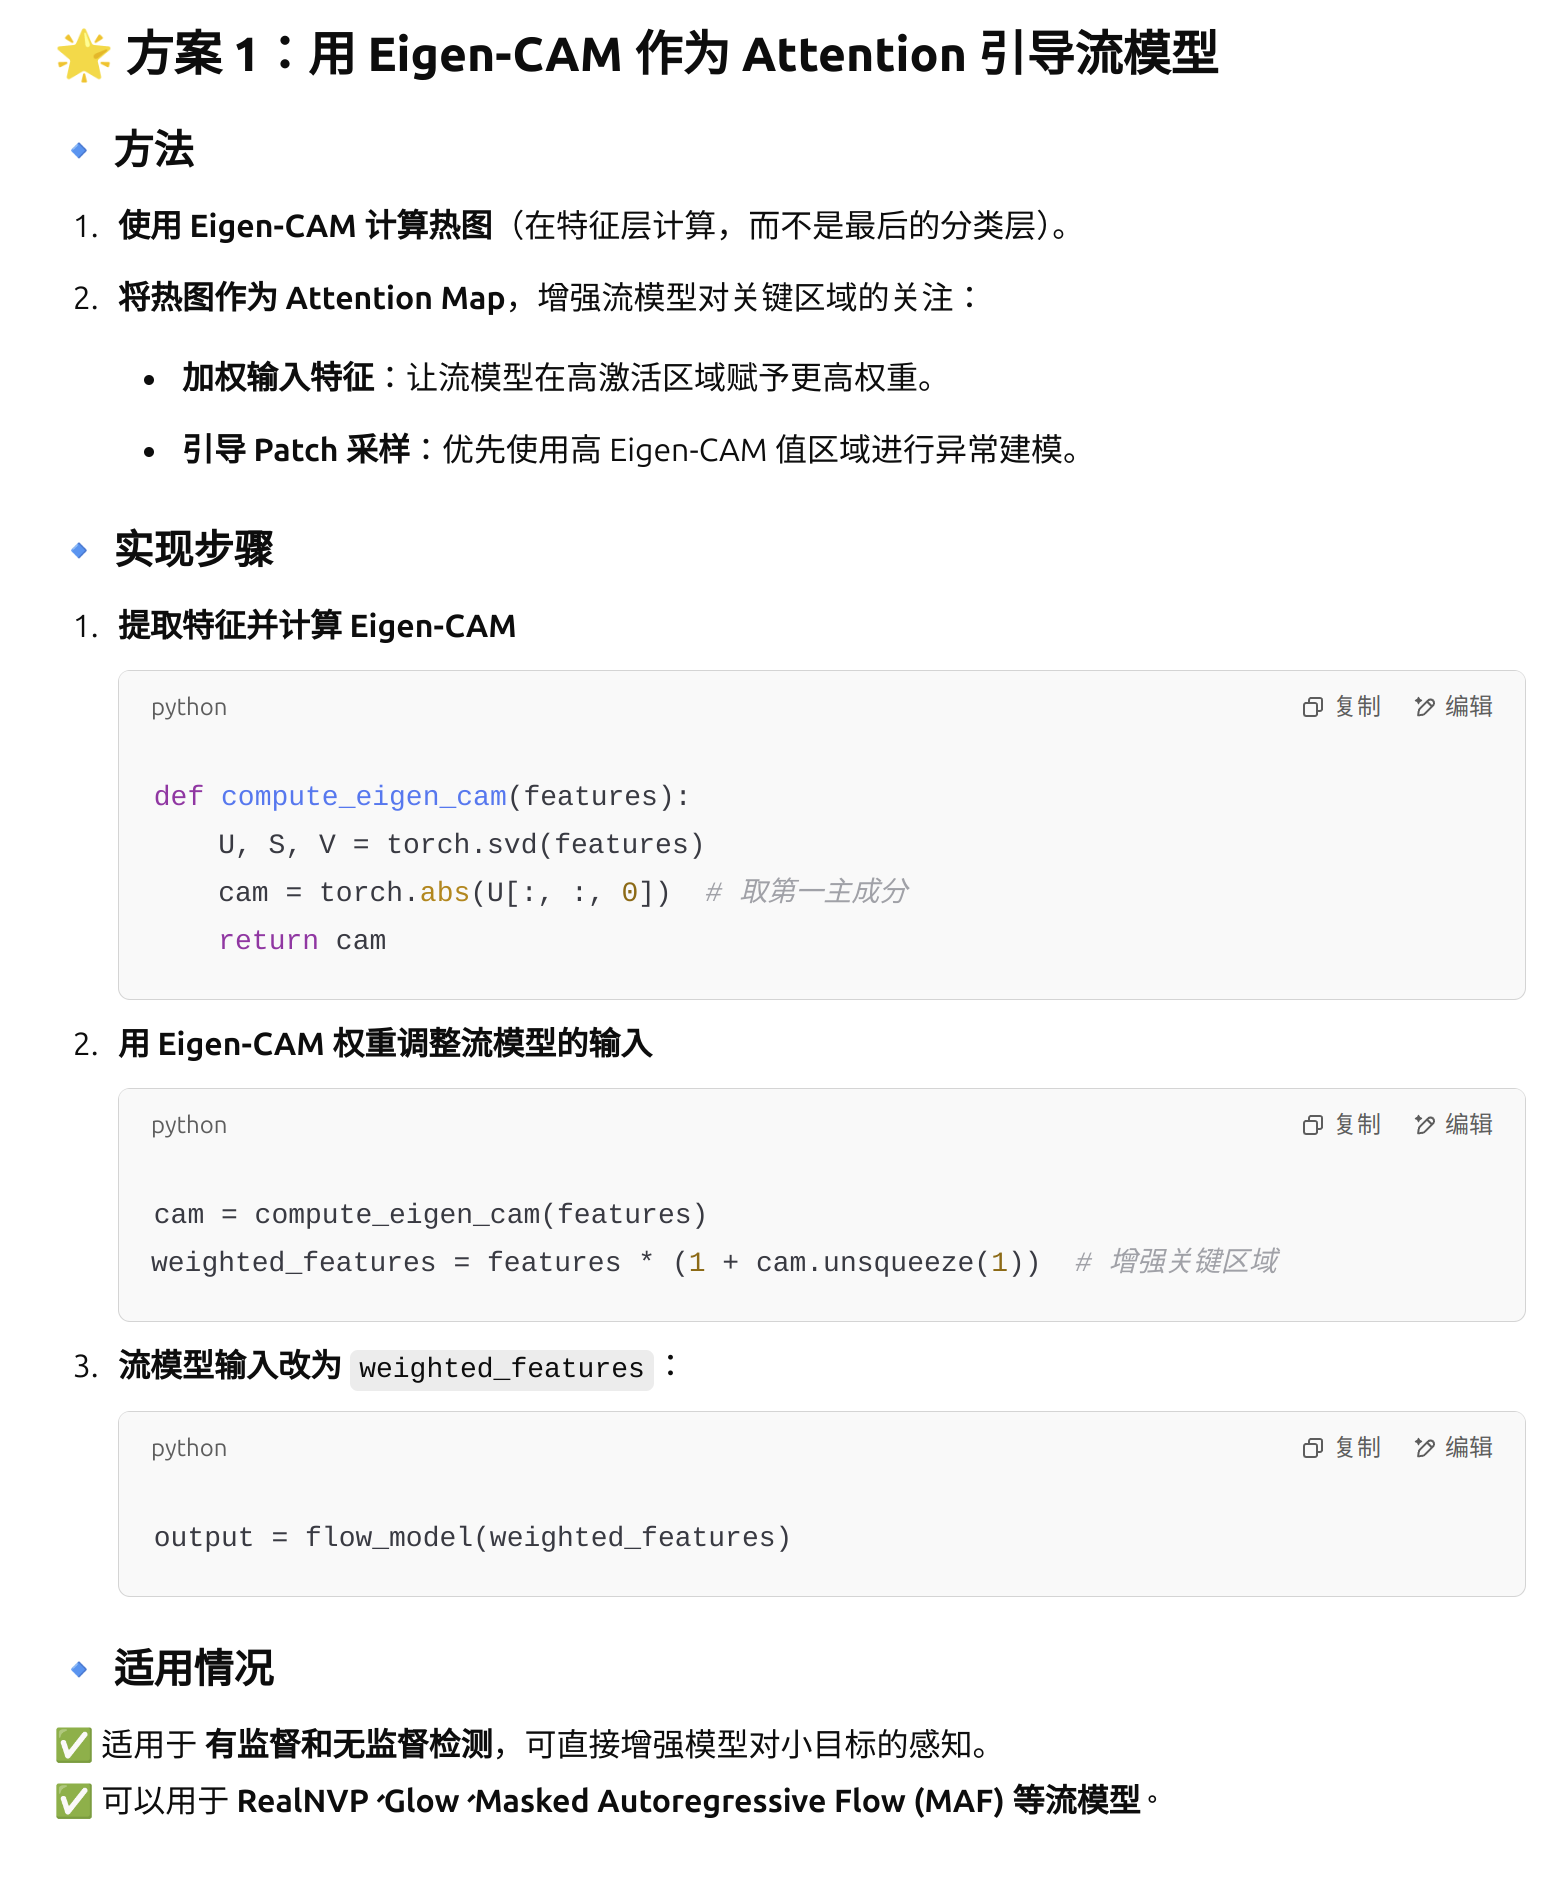 🌟 方案 1：用 Eigen-CAM 作为 Attention 引导流模型
🔹 方法
1. 使用 Eigen-CAM 计算热图（在特征层计算，而不是最后的分类层）。
2. 将热图作为 Attention Map，增强流模型对关键区域的关注：
• 加权输入特征：让流模型在高激活区域赋予更高权重。
• 引导 Patch 采样：优先使用高 Eigen-CAM 值区域进行异常建模。
🔹 实现步骤
1. 提取特征并计算 Eigen-CAM
python 复制 编辑
def compute_eigen_cam(features):
    U, S, V = torch.svd(features)
    cam = torch.abs(U[:, :, 0])  # 取第一主成分
    return cam
2. 用 Eigen-CAM 权重调整流模型的输入
python 复制 编辑
cam = compute_eigen_cam(features)
weighted_features = features * (1 + cam.unsqueeze(1))  # 增强关键区域
3. 流模型输入改为 weighted_features：
python 复制 编辑
output = flow_model(weighted_features)
🔹 适用情况
✅ 适用于 有监督和无监督检测，可直接增强模型对小目标的感知。
✅ 可以用于 RealNVP、Glow、Masked Autoregressive Flow (MAF) 等流模型。